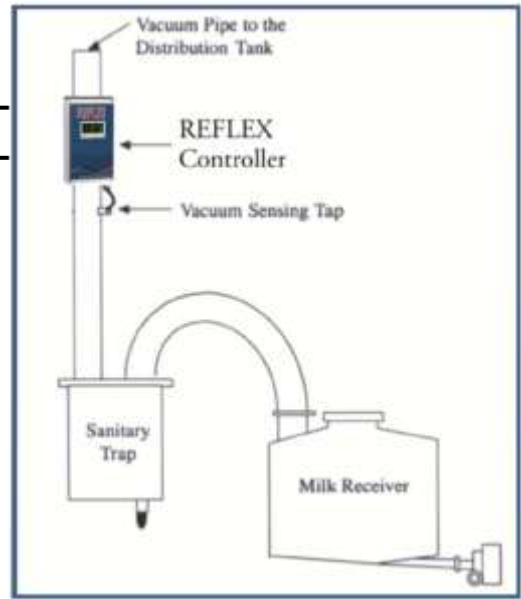 Vacuum Pipe to the
Distribution Tank
REFLEX
Controller
Vacuum Sensing Tap
Sanitary
Trap
Milk Receiver